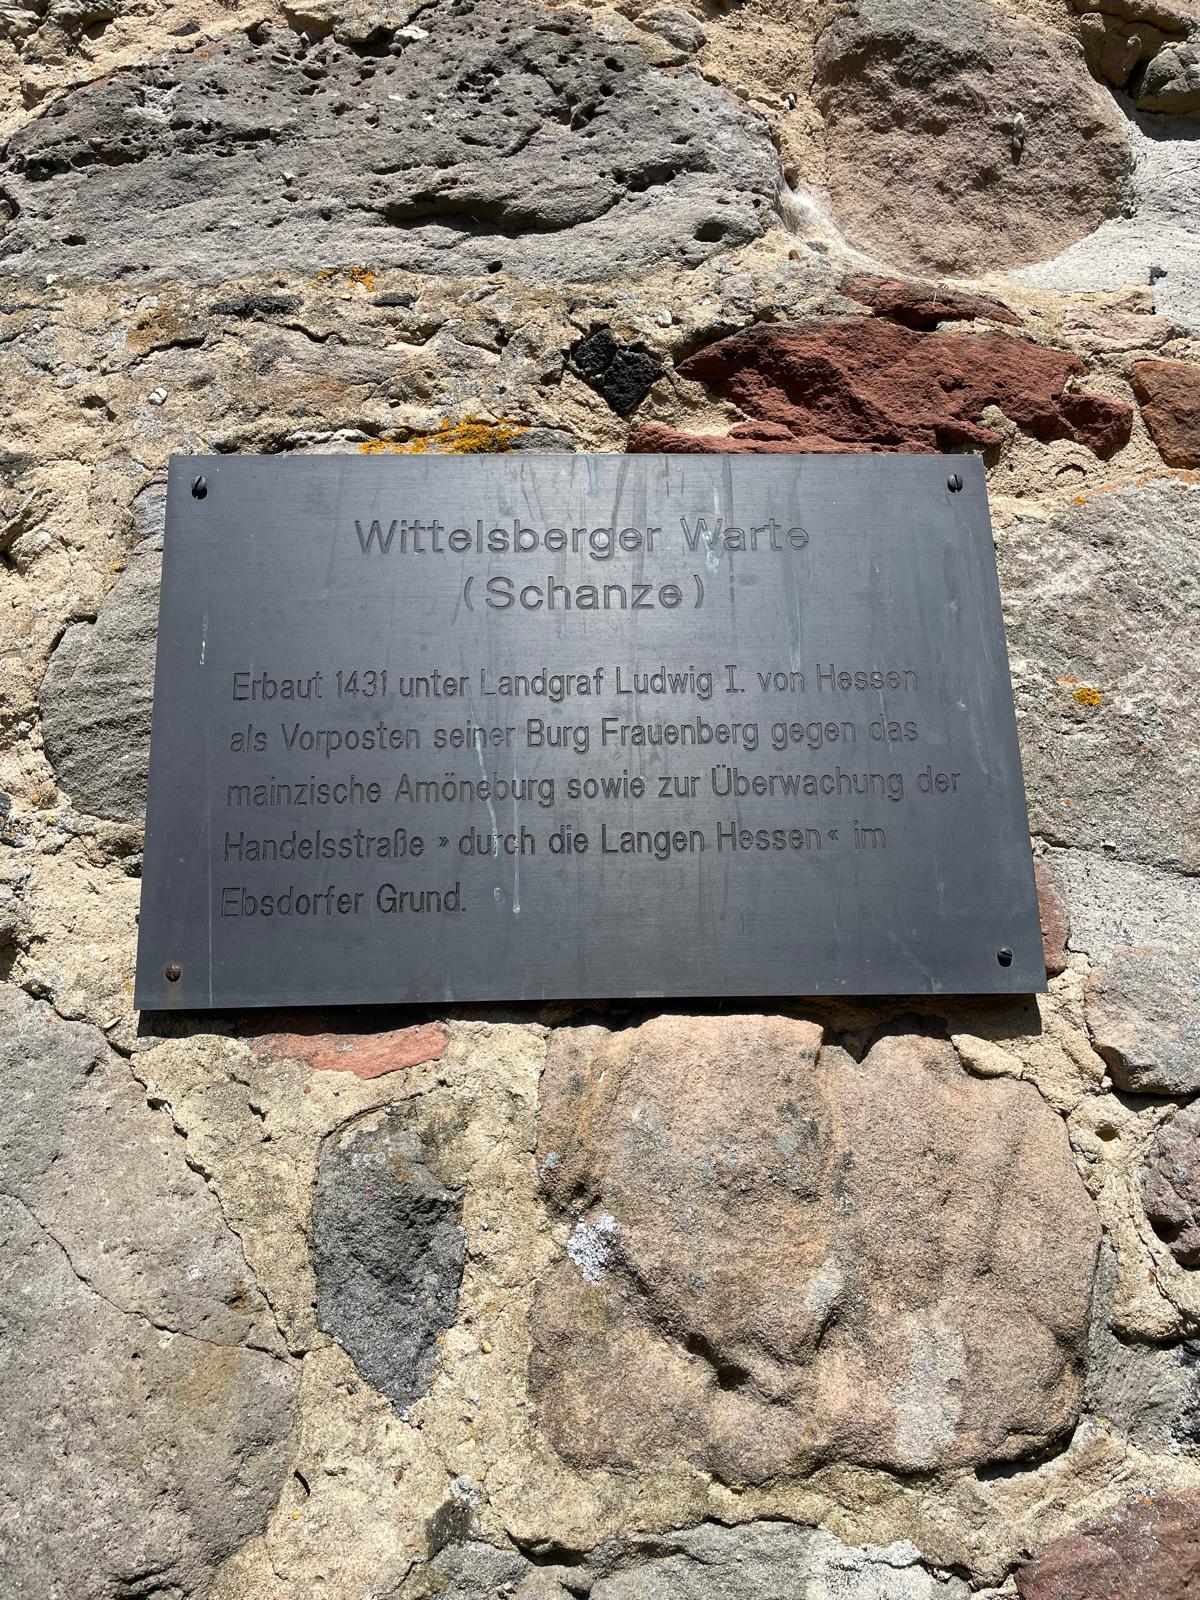 Wittelsberger Warte
(Schanze)
Erbaut 1431 unter Landgraf Ludwig I. von Hessen
als Vorposten seiner Burg Frauenberg gegen das
mainzische Amöneburg sowie zur Überwachung der
Handelsstraße » durch die Langen Hessen « im
Ebsdorfer Grund.